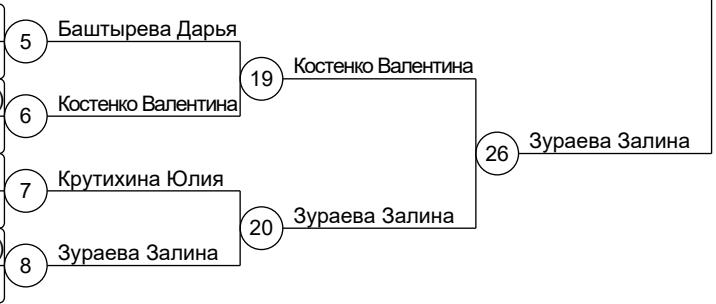 5
Баштырева Дарья
19
Костенко Валентина
6
Костенко Валентина
26
Зураева Залина
7
Крутихина Юлия
20
Зураева Залина
8
Зураева Залина